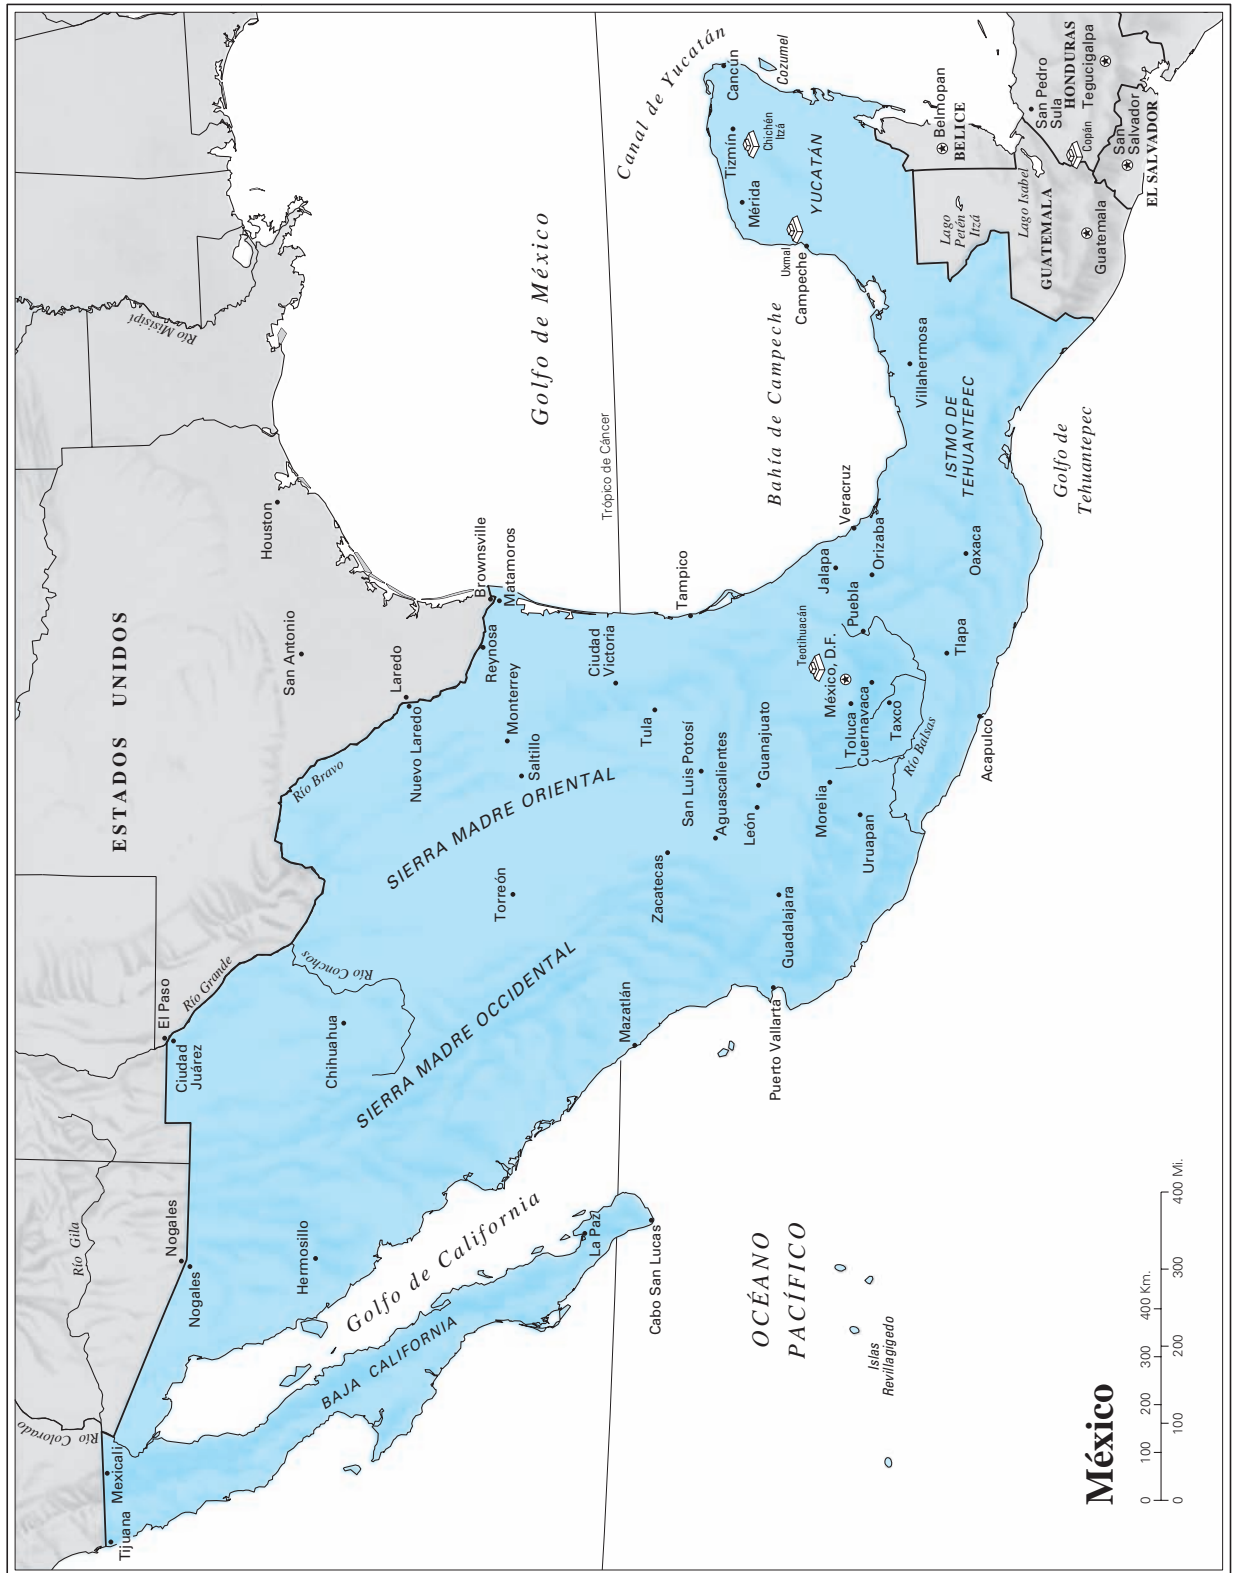 ESTADOS UNIDOS
Río Colorado
Río Gila
Tijuana
Mexicali
Nogales
Nogales
El Paso
Ciudad
Juárez
Río Grande
Hermosillo
Chihuahua
Río Conchos
Río Bravo
San Antonio
Houston
Río Misisipí
Laredo
Nuevo Laredo
Brownsville
Matamoros
Reynosa
Monterrey
Saltillo
Torreón
SIERRA MADRE ORIENTAL
SIERRA MADRE OCCIDENTAL
Golfo de California
BAJA CALIFORNIA
La Paz
Cabo San Lucas
Golfo de México
Trópico de Cáncer
Ciudad
Victoria
Tula
Tampico
Mazatlán
Zacatecas
San Luis Potosí
Aguascalientes
León
Guanajuato
Guadalajara
Puerto Vallarta
Morelia
Uruapan
Teotihuacán
México, D.F.
Toluca
Cuernavaca
Taxco
Río Balsas
Puebla
Jalapa
Veracruz
Orizaba
Tlapa
Oaxaca
Acapulco
Bahía de Campeche
Canal de Yucatán
Cancún
Cozumel
Tizmín
Chichén
Itzá
Mérida
YUCATÁN
Uxmal
Campeche
Villahermosa
ISTMO DE
TEHUANTEPEC
Golfo de
Tehuantepec
Belmopan
BELICE
Lago
Petén
Itzá
Lago Isabel
GUATEMALA
Guatemala
San Pedro
Sula
HONDURAS
Tegucigalpa
Copán
San
Salvador
EL SALVADOR
OCÉANO
PACÍFICO
Islas
Revillagigedo
México
0 100 200 300 400 Km.
0 100 200 300 400 Mi.